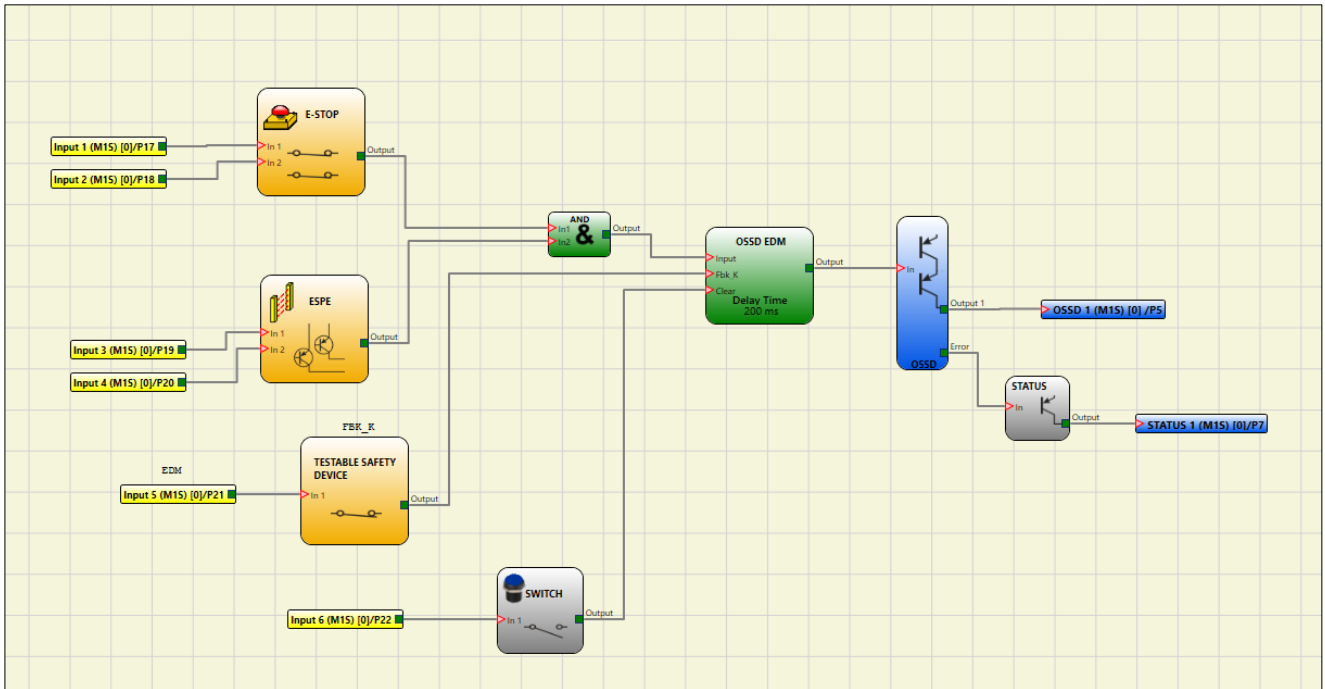 E-STOP
Input 1 (M1S) [0]/P17
In 1
In 2
Output
Input 2 (M1S) [0]/P18
AND
&
In1
In2
Output
OSSD EDM
Input
Fbk_K
Clear
Output
Delay Time
200 ms
In
Output 1
OSSD 1 (M1S) [0] /P5
Error
OSSD
ESPE
In 1
In 2
Output
Input 3 (M1S) [0]/P19
Input 4 (M1S) [0]/P20
STATUS
In
Output
STATUS 1 (M1S) [0]/P7
FBK_K
TESTABLE SAFETY
DEVICE
EDM
Input 5 (M1S) [0]/P21
In 1
Output
SWITCH
Input 6 (M1S) [0]/P22
In 1
Output